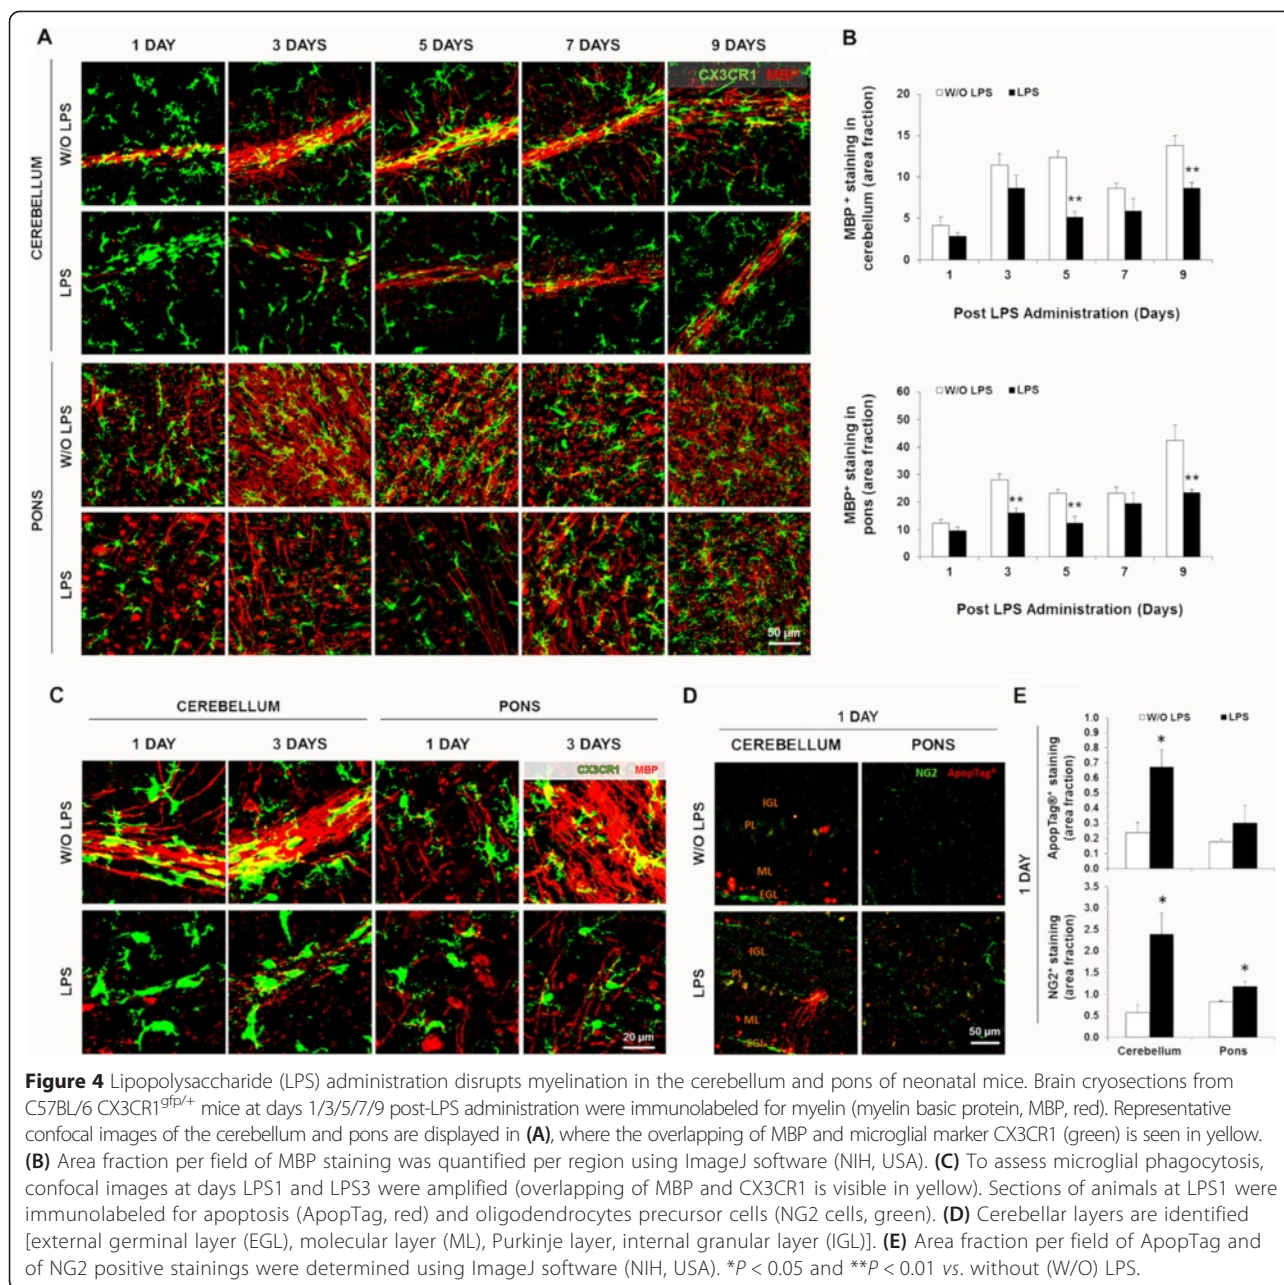 A
1 DAY 3 DAYS 5 DAYS 7 DAYS 9 DAYS
CX3CR1 MBP
CEREBELLUM
W/O LPS
LPS
PONS
W/O LPS
LPS
50 µm
B
W/O LPS LPS
MBP + staining in
cerebellum (area fraction)
20
15
10
5
0
**
**
1 3 5 7 9
Post LPS Administration (Days)
W/O LPS LPS
MBP+ staining in
pons (area fraction)
60
50
40
30
20
10
0
**
**
**
1 3 5 7 9
Post LPS Administration (Days)
C
CEREBELLUM PONS
1 DAY 3 DAYS 1 DAY 3 DAYS
CX3CR1 MBP
W/O LPS
LPS
20 µm
D
1 DAY
CEREBELLUM PONS
NG2 ApopTag®
W/O LPS
IGL
PL
ML
EGL
LPS
IGL
PL
ML
EGL
50 µm
E
W/O LPS LPS
1 DAY
ApopTag®+ staining
(area fraction)
1.0
0.9
0.8
0.7
0.6
0.5
0.4
0.3
0.2
0.1
0.0
*
NG2+ staining
(area fraction)
3.5
3.0
2.5
2.0
1.5
1.0
0.5
0.0
*
*
Cerebellum Pons
Figure 4 Lipopolysaccharide (LPS) administration disrupts myelination in the cerebellum and pons of neonatal mice. Brain cryosections from
C57BL/6 CX3CR1gfp/+ mice at days 1/3/5/7/9 post-LPS administration were immunolabeled for myelin (myelin basic protein, MBP, red). Representative
confocal images of the cerebellum and pons are displayed in (A), where the overlapping of MBP and microglial marker CX3CR1 (green) is seen in yellow.
(B) Area fraction per field of MBP staining was quantified per region using ImageJ software (NIH, USA). (C) To assess microglial phagocytosis,
confocal images at days LPS1 and LPS3 were amplified (overlapping of MBP and CX3CR1 is visible in yellow). Sections of animals at LPS1 were
immunolabeled for apoptosis (ApopTag, red) and oligodendrocytes precursor cells (NG2 cells, green). (D) Cerebellar layers are identified
[external germinal layer (EGL), molecular layer (ML), Purkinje layer, internal granular layer (IGL)]. (E) Area fraction per field of ApopTag and
of NG2 positive stainings were determined using ImageJ software (NIH, USA). *P < 0.05 and **P < 0.01 vs. without (W/O) LPS.